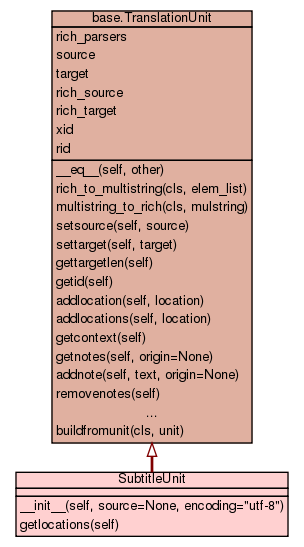 base.TranslationUnit
rich_parsers
source
target
rich_source
rich_target
xid
rid
__eq__(self, other)
rich_to_multistring(cls, elem_list)
multistring_to_rich(cls, mulstring)
setsource(self, source)
settarget(self, target)
gettargetlen(self)
getid(self)
addlocation(self, location)
addlocations(self, location)
getcontext(self)
getnotes(self, origin=None)
addnote(self, text, origin=None)
removenotes(self)
...
buildfromunit(cls, unit)
SubtitleUnit
__init__(self, source=None, encoding="utf-8")
getlocations(self)